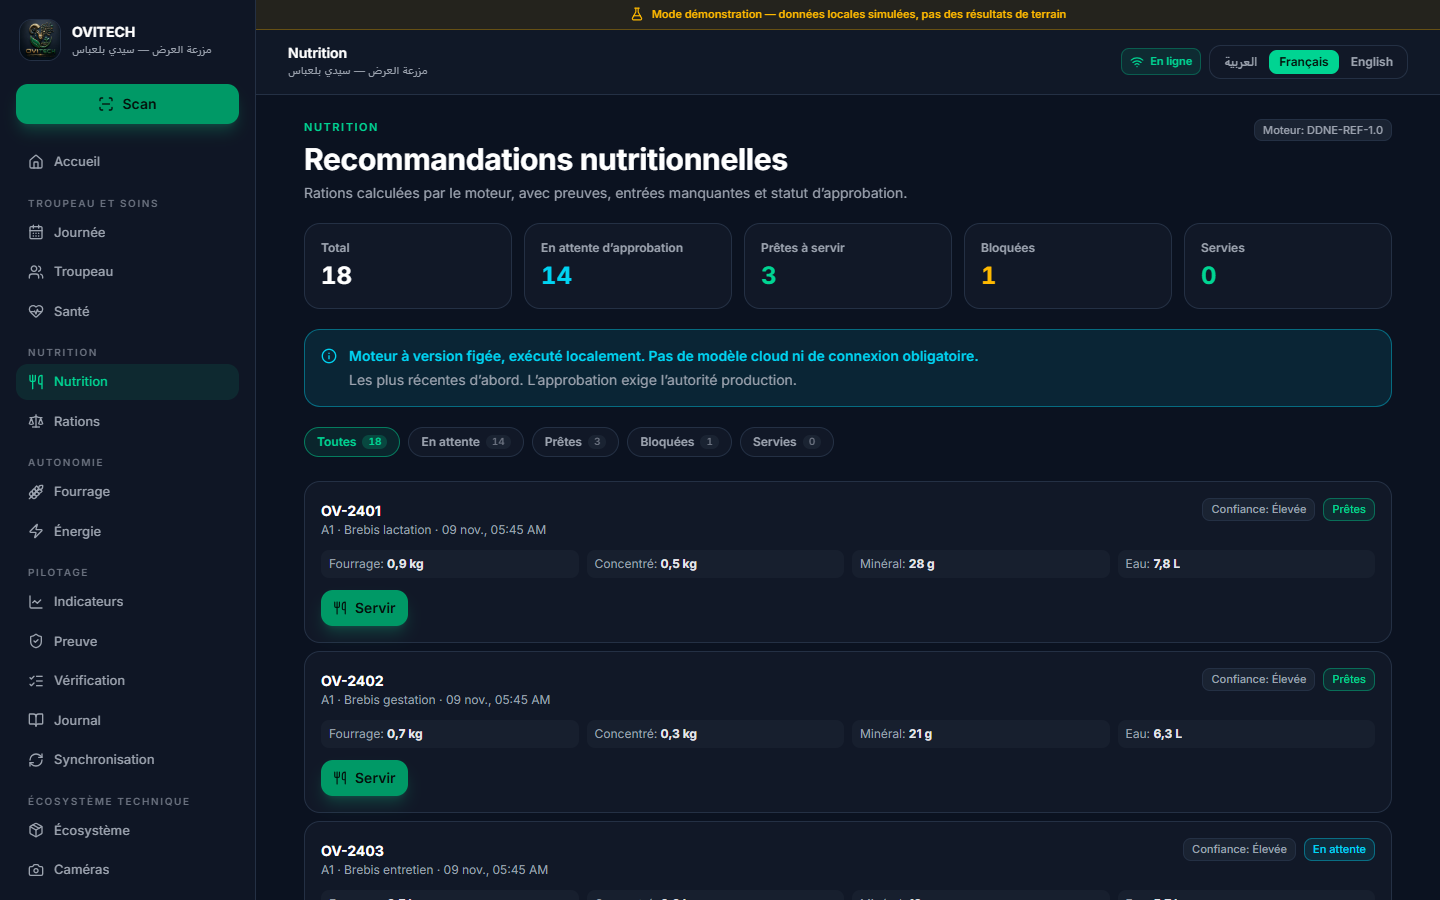 OVITECH
مزرعة العرض — سيدي بلعباس
Scan
Accueil
TROUPEAU ET SOINS
Journée
Troupeau
Santé
NUTRITION
Nutrition
Rations
AUTONOMIE
Fourrage
Énergie
PILOTAGE
Indicateurs
Preuve
Vérification
Journal
Synchronisation
ÉCOSYSTÈME TECHNIQUE
Écosystème
Caméras
Mode démonstration — données locales simulées, pas des résultats de terrain
Nutrition
مزرعة العرض — سيدي بلعباس
En ligne
العربية
Français
English
NUTRITION
Moteur: DDNE-REF-1.0
Recommandations nutritionnelles
Rations calculées par le moteur, avec preuves, entrées manquantes et statut d’approbation.
Total
18
En attente d’approbation
14
Prêtes à servir
3
Bloquées
1
Servies
0
Moteur à version figée, exécuté localement. Pas de modèle cloud ni de connexion obligatoire.
Les plus récentes d’abord. L’approbation exige l’autorité production.
Toutes 18
En attente 14
Prêtes 3
Bloquées 1
Servies 0
OV-2401
Confiance: Élevée
Prêtes
A1 · Brebis lactation · 09 nov., 05:45 AM
Fourrage: 0,9 kg
Concentré: 0,5 kg
Minéral: 28 g
Eau: 7,8 L
Servir
OV-2402
Confiance: Élevée
Prêtes
A1 · Brebis gestation · 09 nov., 05:45 AM
Fourrage: 0,7 kg
Concentré: 0,3 kg
Minéral: 21 g
Eau: 6,3 L
Servir
OV-2403
Confiance: Élevée
En attente
A1 · Brebis entretien · 09 nov., 05:45 AM